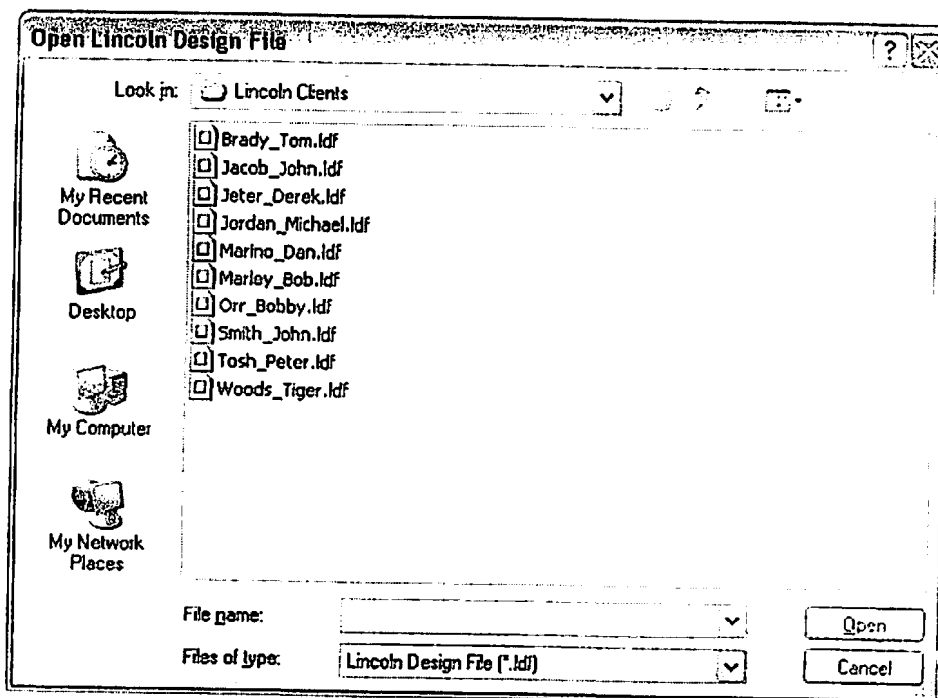 Open Lincoln Design File
?
Look in: Lincoln Clients
Brady_Tom.ldf
Jacob_John.ldf
Jeter_Derek.ldf
Jordan_Michael.ldf
Marino_Dan.ldf
Marley_Bob.ldf
Orr_Bobby.ldf
Smith_John.ldf
Tosh_Peter.ldf
Woods_Tiger.ldf
My Recent
Documents
Desktop
My Computer
My Network
Places
File name:
Open
Files of type: Lincoln Design File (*.ldf)
Cancel